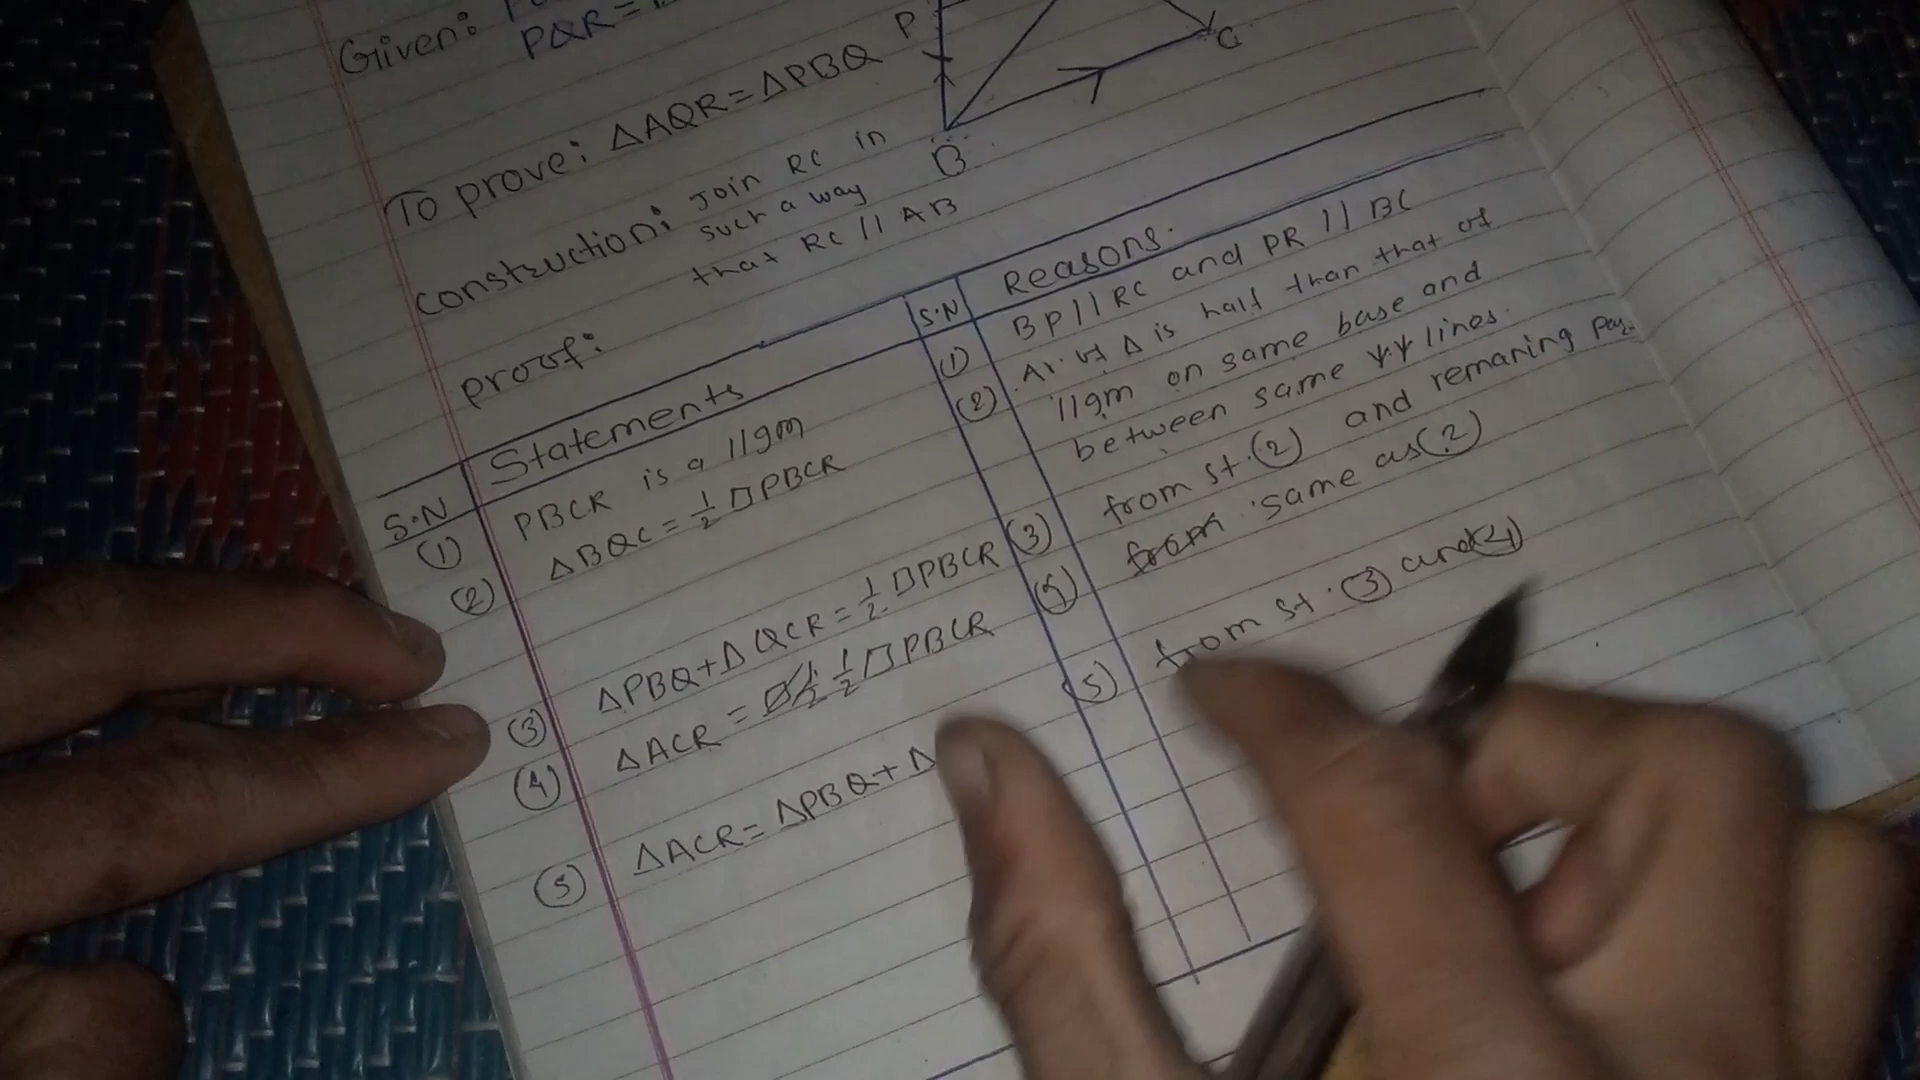 Given:
PQR =
P
C
To prove: ΔAQR = ΔPBQ
B
construction: Join RC in
such a way
that RC // AB
proof:
S.N Statements S.N Reasons.
(1) PBCR is a //gm (1) BP // RC and PR // BC
(2) ΔBQC = 1/2 ▱PBCR (2) Ar. of Δ is half than that of
//gm on same base and
between same lines.
(3) ΔPBQ + ΔQCR = 1/2 ▱PBCR (3) from st. (2) and remaning
(4) ΔACR = 1/2 ▱PBCR (4) same as (2)
(5) ΔACR = ΔPBQ + Δ (5) from st. (3) and (4)